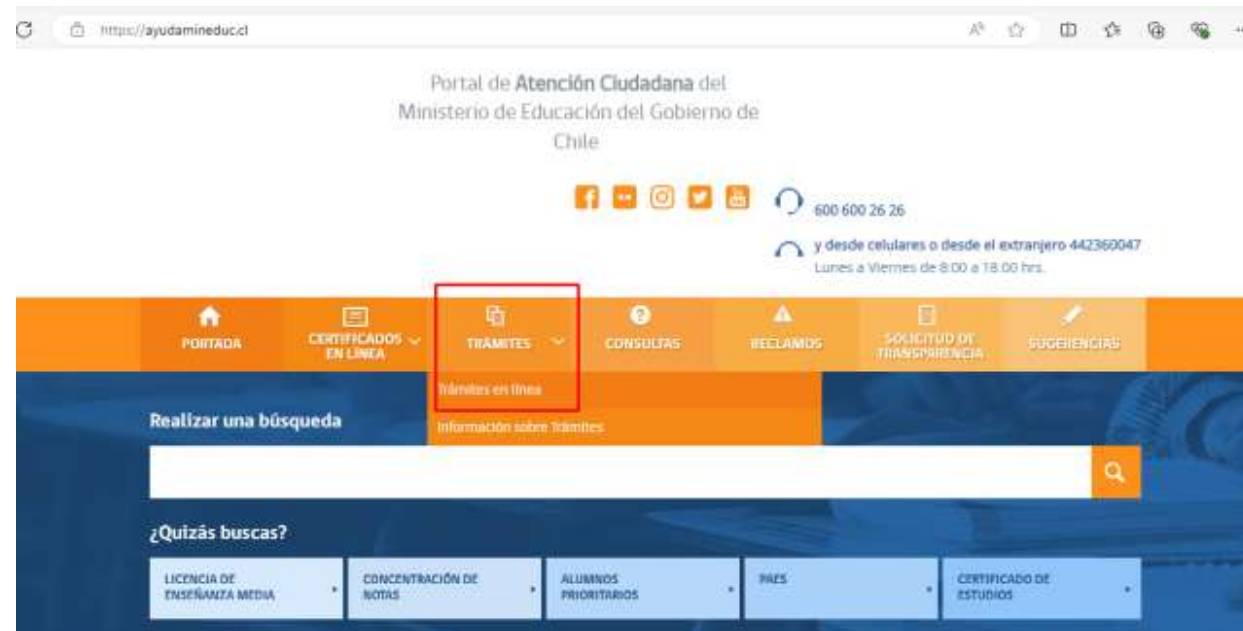 https://ayudamineduc.cl
Portal de Atención Ciudadana del
Ministerio de Educación del Gobierno de
Chile
600 600 26 26
y desde celulares o desde el extranjero 442360047
Lunes a Viernes de 8:00 a 18:00 hrs.
PORTADA
CERTIFICADOS
EN LÍNEA
TRÁMITES
CONSULTAS
RECLAMOS
SOLICITUD DE
TRANSPARENCIA
SUGERENCIAS
Trámites en línea
Información sobre Trámites
Realizar una búsqueda
¿Quizás buscas?
LICENCIA DE
ENSEÑANZA MEDIA
CONCENTRACIÓN DE
NOTAS
ALUMNOS
PRIORITARIOS
PAES
CERTIFICADO DE
ESTUDIOS